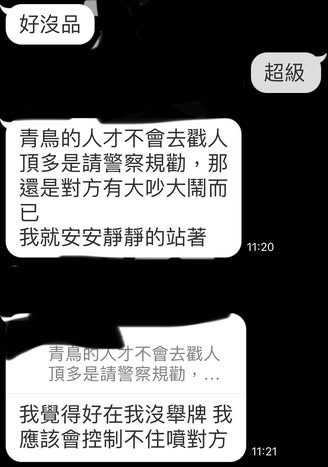 好沒品
超級
青鳥的人才不會去戳人
頂多是請警察規勸，那
還是對方有大吵大鬧而
已
我就安安靜靜的站著
11:20
青鳥的人才不會去戳人
頂多是請警察規勸，...
我覺得好在我沒舉牌 我
應該會控制不住噴對方
11:21